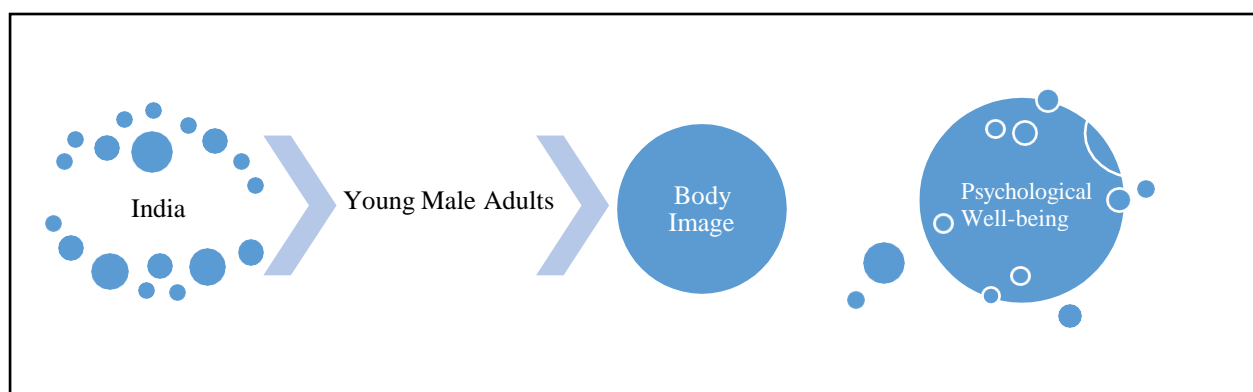 India
Young Male Adults
Body
Image
Psychological
Well-being